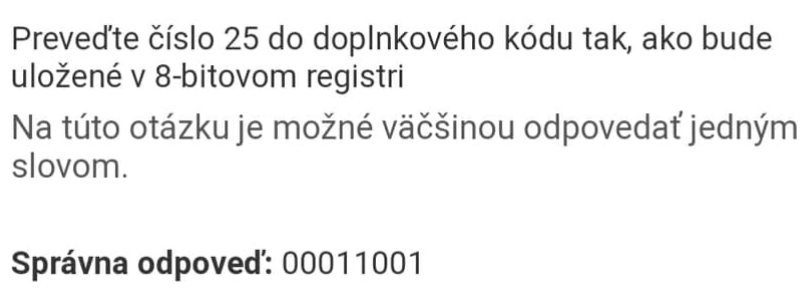 Preveďte číslo 25 do doplnkového kódu tak, ako bude
uložené v 8-bitovom registri
Na túto otázku je možné väčšinou odpovedať jedným
slovom.
Správna odpoveď: 00011001